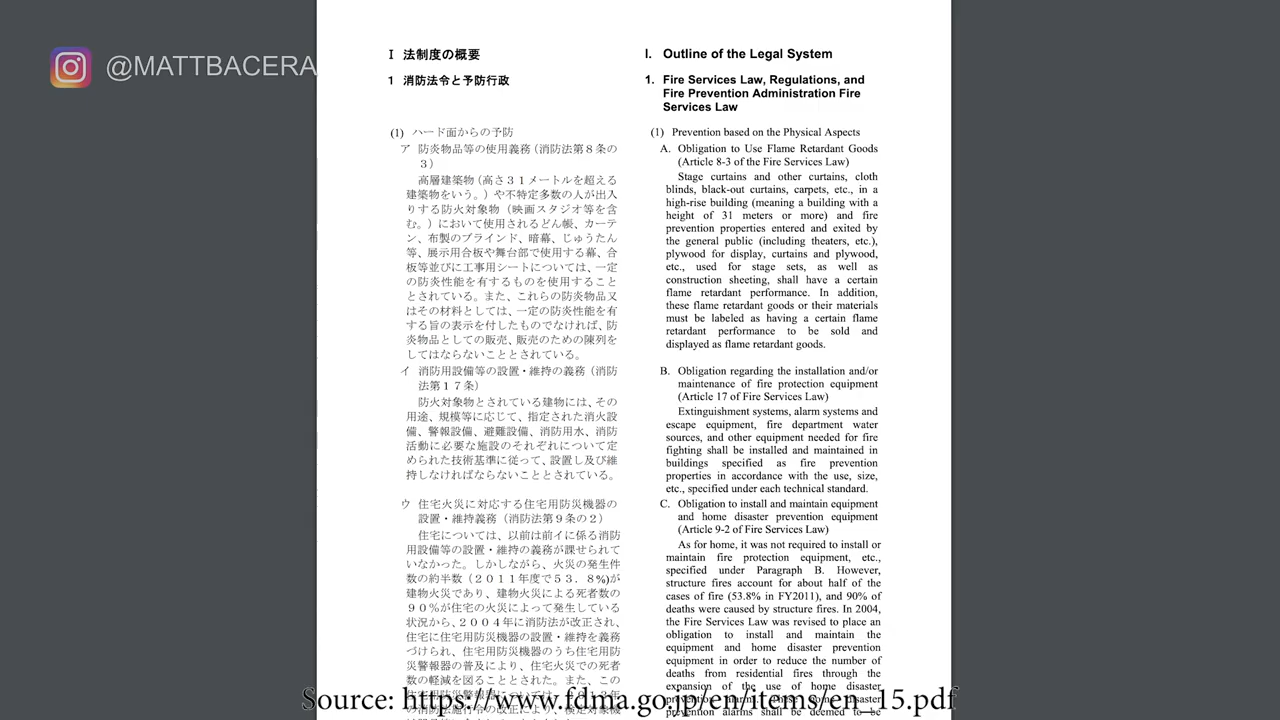 @MATTBACERA
Ⅰ 法制度の概要
1 消防法令と予防行政
(1) ハード面からの予防
ア 防炎物品等の使用義務（消防法第８条の
３）
高層建築物（高さ３１メートルを超える
建築物をいう。）や不特定多数の人が出入
りする防火対象物（映画スタジオ等を含
む。）において使用されるどん帳、カーテ
ン、布製のブラインド、暗幕、じゅうたん
等、展示用合板や舞台部で使用する幕、合
板等並びに工事用シートについては、一定
の防炎性能を有するものを使用すること
とされている。また、これらの防炎物品又
はその材料としては、一定の防炎性能を有
する旨の表示を付したものでなければ、防
炎物品としての販売、販売のための陳列を
してはならないこととされている。
イ 消防用設備等の設置・維持の義務（消防
法第１７条）
防火対象物とされている建物には、その
用途、規模等に応じて、指定された消火設
備、警報設備、避難設備、消防用水、消防
活動に必要な施設のそれぞれについて定
められた技術基準に従って、設置し及び維
持しなければならないこととされている。
ウ 住宅火災に対応する住宅用防災機器の
設置・維持義務（消防法第９条の２）
住宅については、以前は前イに係る消防
用設備等の設置・維持の義務が課せられて
いなかった。しかしながら、火災の発生件
数の約半数（２０１１年度で５３．８%)が
建物火災であり、建物火災による死者数の
９０％が住宅の火災によって発生している
状況から、２００４年に消防法が改正され、
住宅に住宅用防災機器の設置・維持を義務
づけられ、住宅用防災機器のうち住宅用防
災警報器の普及により、住宅火災での死者
数の軽減を図ることとされた。また、この
I. Outline of the Legal System
1. Fire Services Law, Regulations, and
Fire Prevention Administration Fire
Services Law
(1) Prevention based on the Physical Aspects
A. Obligation to Use Flame Retardant Goods
(Article 8-3 of the Fire Services Law)
Stage curtains and other curtains, cloth
blinds, black-out curtains, carpets, etc., in a
high-rise building (meaning a building with a
height of 31 meters or more) and fire
prevention properties entered and exited by
the general public (including theaters, etc.),
plywood for display, curtains and plywood,
etc., used for stage sets, as well as
construction sheeting, shall have a certain
flame retardant performance. In addition,
these flame retardant goods or their materials
must be labeled as having a certain flame
retardant performance to be sold and
displayed as flame retardant goods.
B. Obligation regarding the installation and/or
maintenance of fire protection equipment
(Article 17 of Fire Services Law)
Extinguishment systems, alarm systems and
escape equipment, fire department water
sources, and other equipment needed for fire
fighting shall be installed and maintained in
buildings specified as fire prevention
properties in accordance with the use, size,
etc., specified under each technical standard.
C. Obligation to install and maintain equipment
and home disaster prevention equipment
(Article 9-2 of Fire Services Law)
As for home, it was not required to install or
maintain fire protection equipment, etc.,
specified under Paragraph B. However,
structure fires account for about half of the
cases of fire (53.8% in FY2011), and 90% of
deaths were caused by structure fires. In 2004,
the Fire Services Law was revised to place an
obligation to install and maintain the
equipment and home disaster prevention
equipment in order to reduce the number of
deaths from residential fires through the
expansion of the use of home disaster
Source: https://www.fdma.go.jp/en/items/en_15.pdf